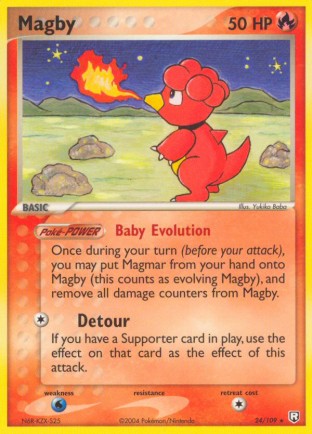 Magby 50 HP
Illus. Yukiko Baba
BASIC
Poké-POWER Baby Evolution
Once during your turn (before your attack),
you may put Magmar from your hand onto
Magby (this counts as evolving Magby), and
remove all damage counters from Magby.
Detour
If you have a Supporter card in play, use the
effect on that card as the effect of this
attack.
weakness resistance retreat cost
©2004 Pokémon/Nintendo 24/109 R